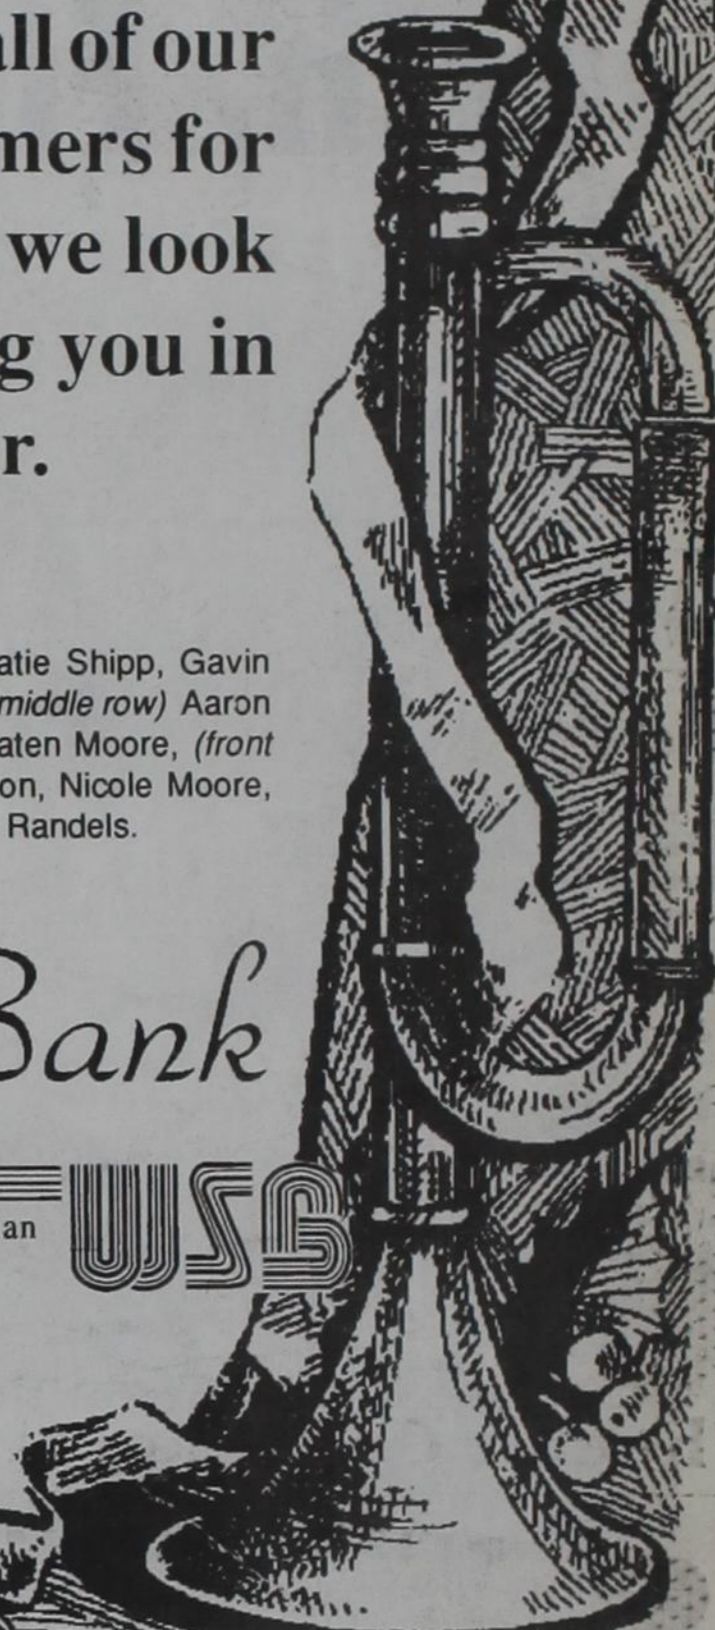 all of our
mers for
we look
g you in
r.
atie Shipp, Gavin
middle row) Aaron
aten Moore, (front
on, Nicole Moore,
Randels.
Bank
an
WSB